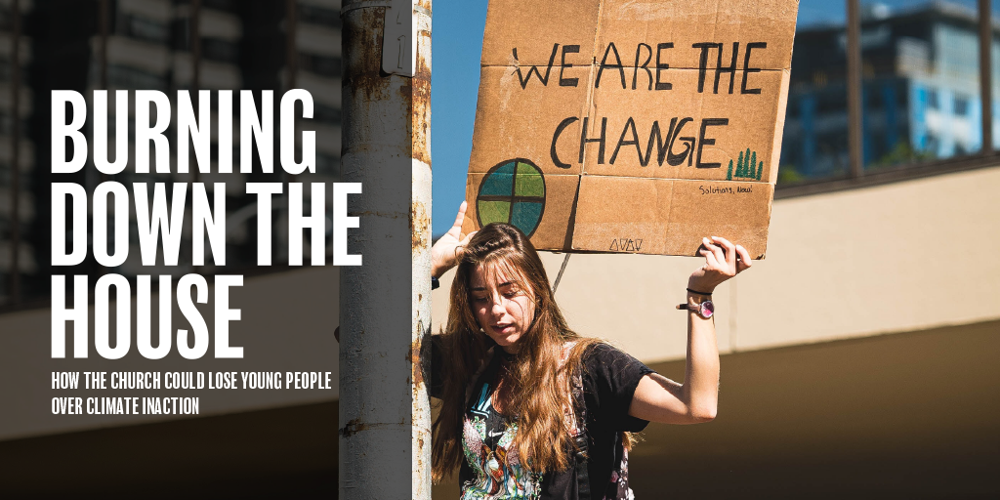 BURNING
DOWN THE
HOUSE
HOW THE CHURCH COULD LOSE YOUNG PEOPLE
OVER CLIMATE INACTION
WE ARE THE
CHANGE
Solutions, Now!